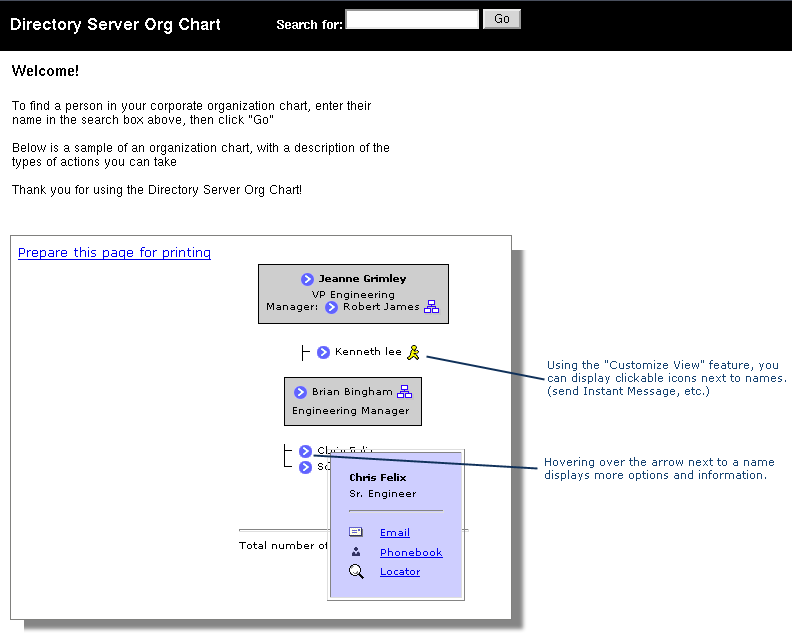 Directory Server Org Chart
Search for:
Go
Welcome!
To find a person in your corporate organization chart, enter their
name in the search box above, then click "Go"
Below is a sample of an organization chart, with a description of the
types of actions you can take
Thank you for using the Directory Server Org Chart!
Prepare this page for printing
Jeanne Grimley
VP Engineering
Manager: Robert James
Kenneth lee
Using the "Customize View" feature, you
can display clickable icons next to names.
(send Instant Message, etc.)
Brian Bingham
Engineering Manager
Chris Felix
Hovering over the arrow next to a name
displays more options and information.
Chris Felix
Sr. Engineer
Email
Phonebook
Locator
Total number of